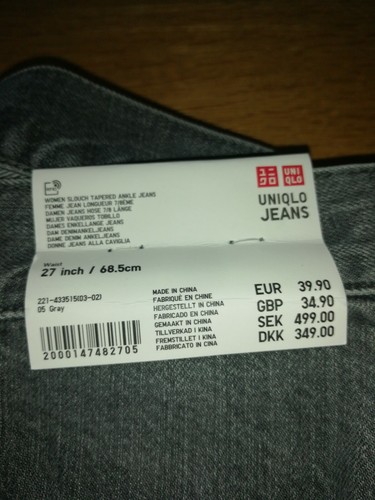 ユニ
クロ
UNI
QLO
UNIQLO
JEANS
WOMEN SLOUCH TAPERED ANKLE JEANS
FEMME JEAN LONGUEUR 7/8EME
DAMEN JEANS HOSE 7/8 LÄNGE
MUJER VAQUEROS TOBILLO
DAMES ENKELLANGE JEANS
DAM DENIMANKELJEANS
DAME DENIM ANKELJEANS
DONNE JEANS ALLA CAVIGLIA
Waist
27 inch / 68.5cm
221-433515(03-02)
05 Gray
2000147482705
MADE IN CHINA
FABRIQUÉ EN CHINE
HERGESTELLT IN CHINA
FABRICADO EN CHINA
GEMAAKT IN CHINA
TILLVERKAD I KINA
FREMSTILLET I KINA
FABBRICATO IN CINA
EUR 39.90
GBP 34.90
SEK 499.00
DKK 349.00